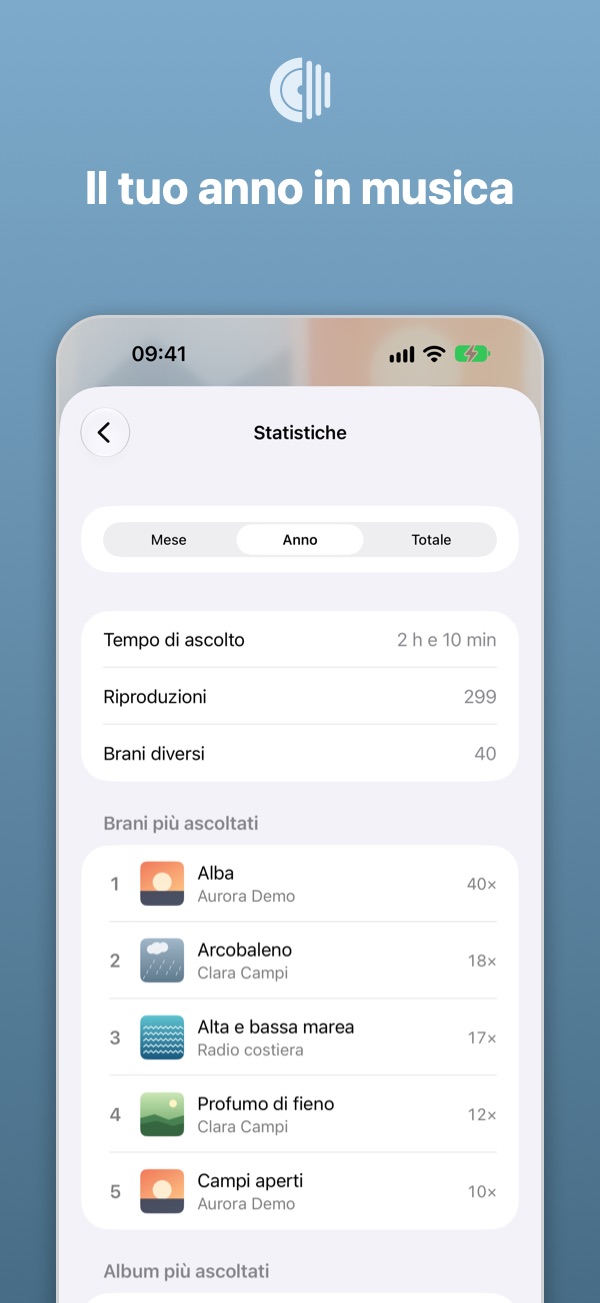 Il tuo anno in musica
09:41
Statistiche
Mese Anno Totale
Tempo di ascolto 2 h e 10 min
Riproduzioni 299
Brani diversi 40
Brani più ascoltati
1 Alba 40×
Aurora Demo
2 Arcobaleno 18×
Clara Campi
3 Alta e bassa marea 17×
Radio costiera
4 Profumo di fieno 12×
Clara Campi
5 Campi aperti 10×
Aurora Demo
Album più ascoltati